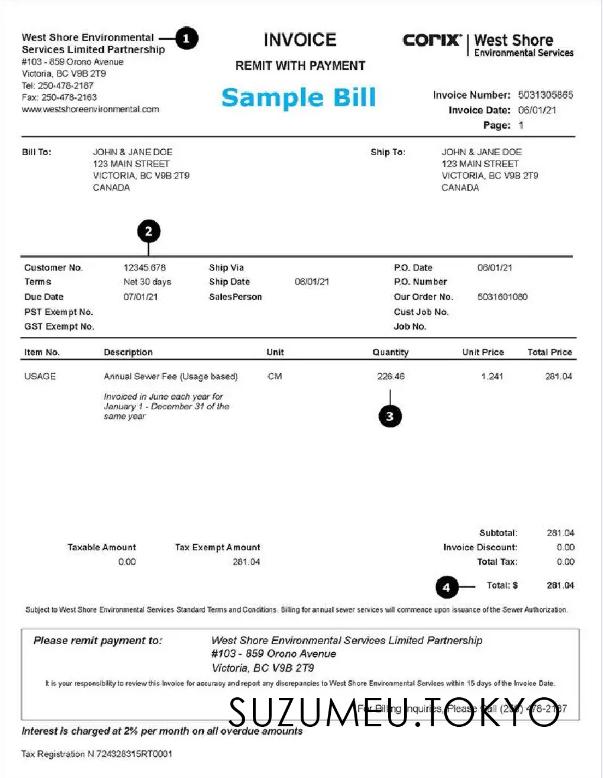 West Shore Environmental
Services Limited Partnership
#103 - 859 Orono Avenue
Victoria, BC V9B 2T9
Tel: 250-478-2187
Fax: 250-478-2163
www.westshoreenvironmental.com
1
INVOICE
REMIT WITH PAYMENT
Sample Bill
corix | West Shore
Environmental Services
Invoice Number: 5031305865
Invoice Date: 06/01/21
Page: 1
Bill To: JOHN & JANE DOE
123 MAIN STREET
VICTORIA, BC V9B 2T9
CANADA
Ship To: JOHN & JANE DOE
123 MAIN STREET
VICTORIA, BC V9B 2T9
CANADA
2
Customer No. 12345.678 Ship Via P.O. Date 06/01/21
Terms Net 30 days Ship Date 06/01/21 P.O. Number
Due Date 07/01/21 SalesPerson Our Order No. 5031601080
PST Exempt No. Cust Job No.
GST Exempt No. Job No.
Item No. Description Unit Quantity Unit Price Total Price
USAGE Annual Sewer Fee (Usage based) CM 226.46 1.241 281.04
Invoiced in June each year for
January 1 - December 31 of the
same year
3
Subtotal: 281.04
Taxable Amount Tax Exempt Amount Invoice Discount: 0.00
0.00 281.04 Total Tax: 0.00
4 Total: $ 281.04
Subject to West Shore Environmental Services Standard Terms and Conditions. Billing for annual sewer services will commence upon issuance of the Sewer Authorization.
Please remit payment to: West Shore Environmental Services Limited Partnership
#103 - 859 Orono Avenue
Victoria, BC V9B 2T9
It is your responsibility to review this Invoice for accuracy and report any discrepancies to West Shore Environmental Services within 15 days of the Invoice Date.
For Billing Inquiries, Please Call 478-2187
SUZUMEU.TOKYO
Interest is charged at 2% per month on all overdue amounts
Tax Registration N 724328315RT0001